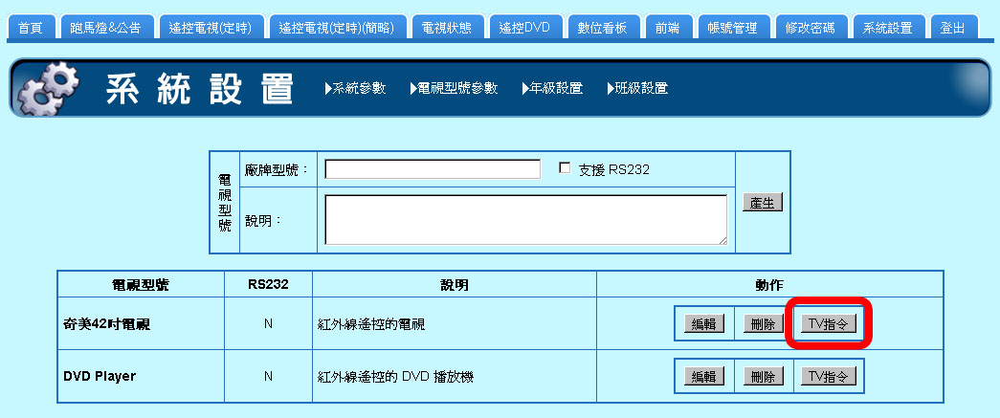 首頁 跑馬燈&公告 遙控電視(定時) 遙控電視(定時)(簡略) 電視狀態 遙控DVD 數位看板 前端 帳號管理 修改密碼 系統設置 登出
系統設置 系統參數 電視型號參數 年級設置 班級設置
電視型號 廠牌型號： 支援 RS232
說明： 產生
電視型號 RS232 說明 動作
奇美42吋電視 N 紅外線遙控的電視 編輯 刪除 TV指令
DVD Player N 紅外線遙控的 DVD 播放機 編輯 刪除 TV指令